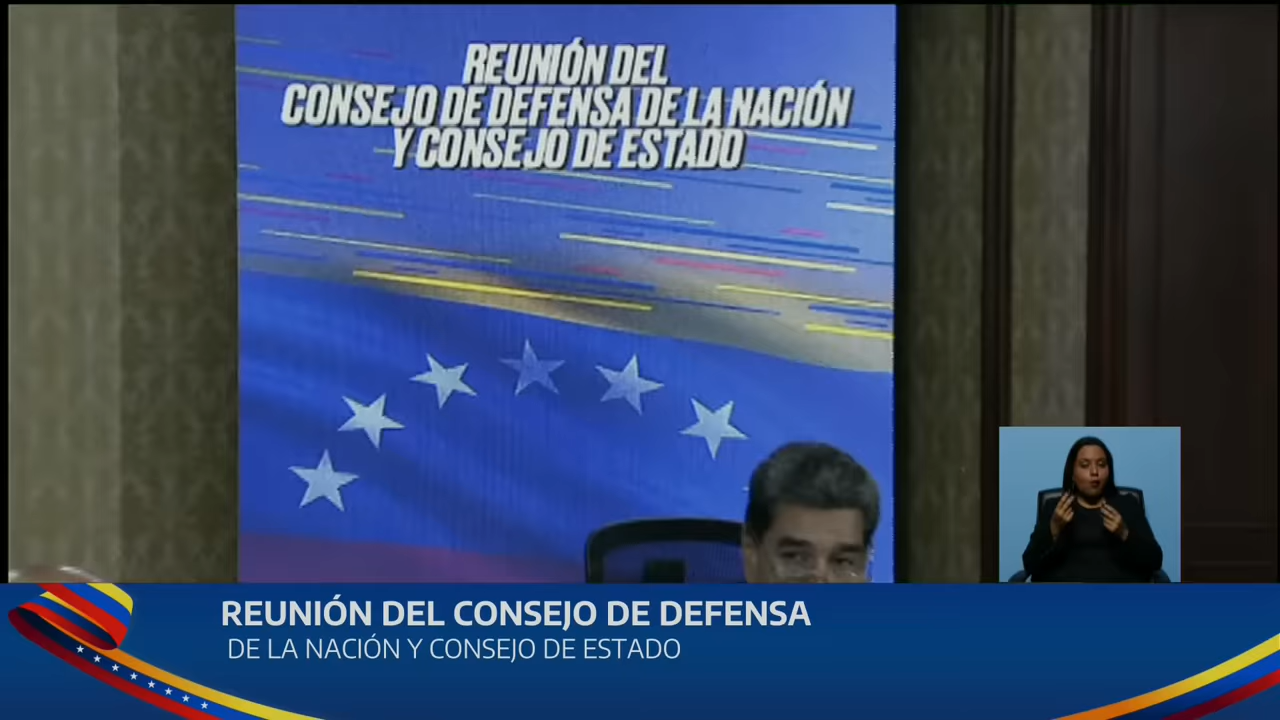 REUNIÓN DEL
CONSEJO DE DEFENSA DE LA NACIÓN
Y CONSEJO DE ESTADO
REUNIÓN DEL CONSEJO DE DEFENSA
DE LA NACIÓN Y CONSEJO DE ESTADO